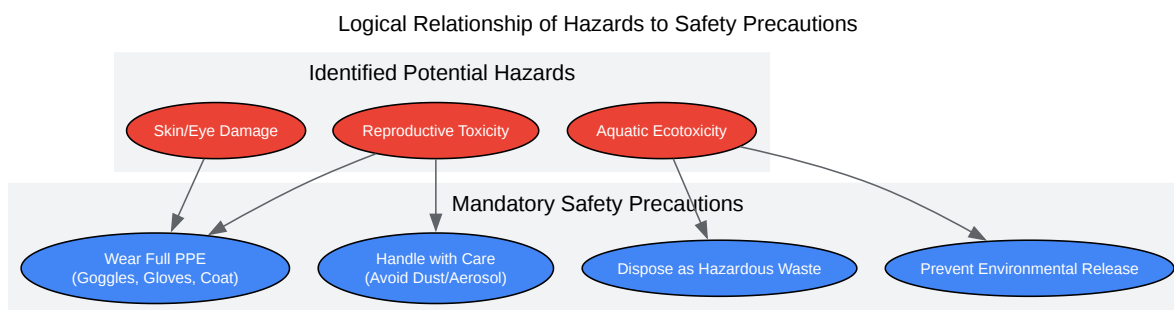 Logical Relationship of Hazards to Safety Precautions
Identified Potential Hazards
Skin/Eye Damage
Reproductive Toxicity
Aquatic Ecotoxicity
Mandatory Safety Precautions
Wear Full PPE
(Goggles, Gloves, Coat)
Handle with Care
(Avoid Dust/Aerosol)
Dispose as Hazardous Waste
Prevent Environmental Release